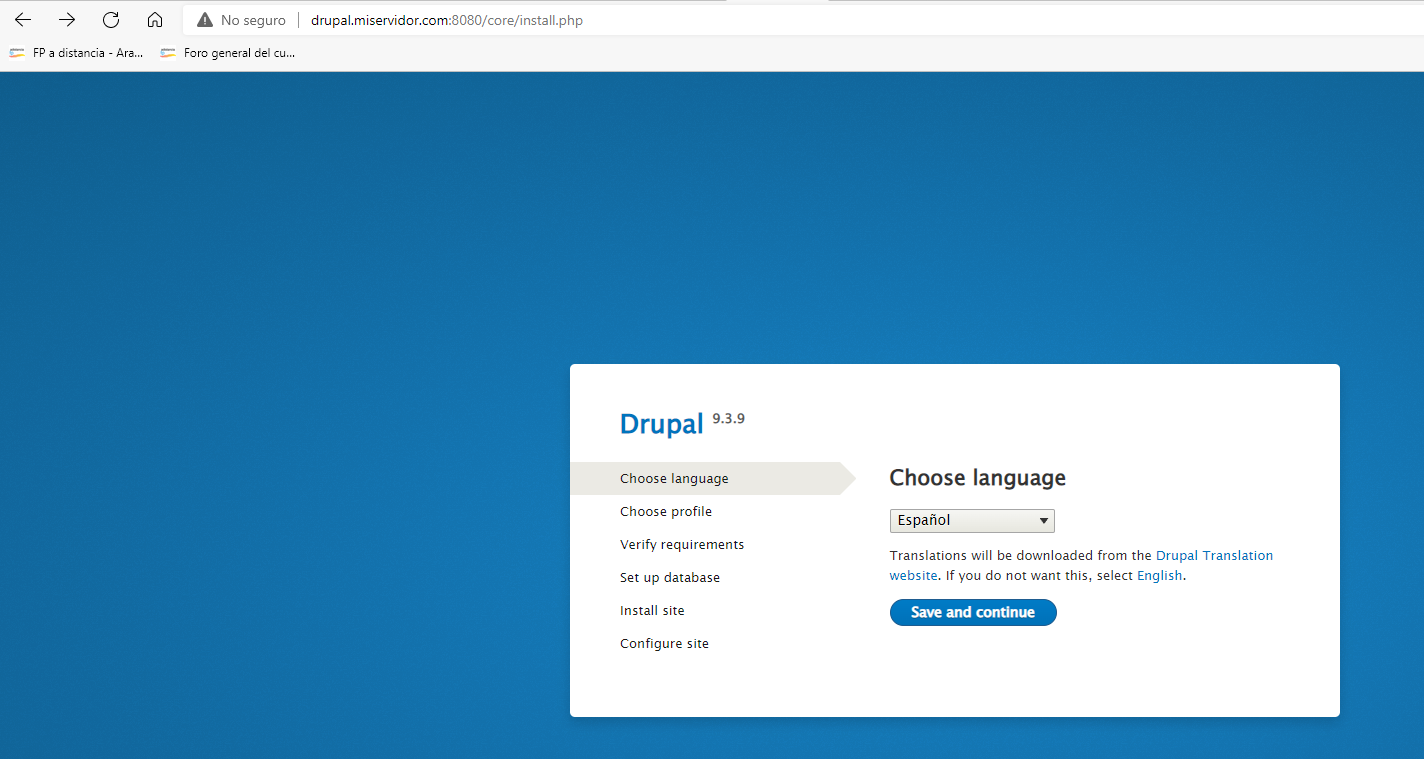 No seguro
drupal.miservidor.com:8080/core/install.php
FP a distancia - Ara...
Foro general del cu...
Drupal 9.3.9
Choose language
Choose profile
Verify requirements
Set up database
Install site
Configure site
Choose language
Español
Translations will be downloaded from the Drupal Translation
website. If you do not want this, select English.
Save and continue